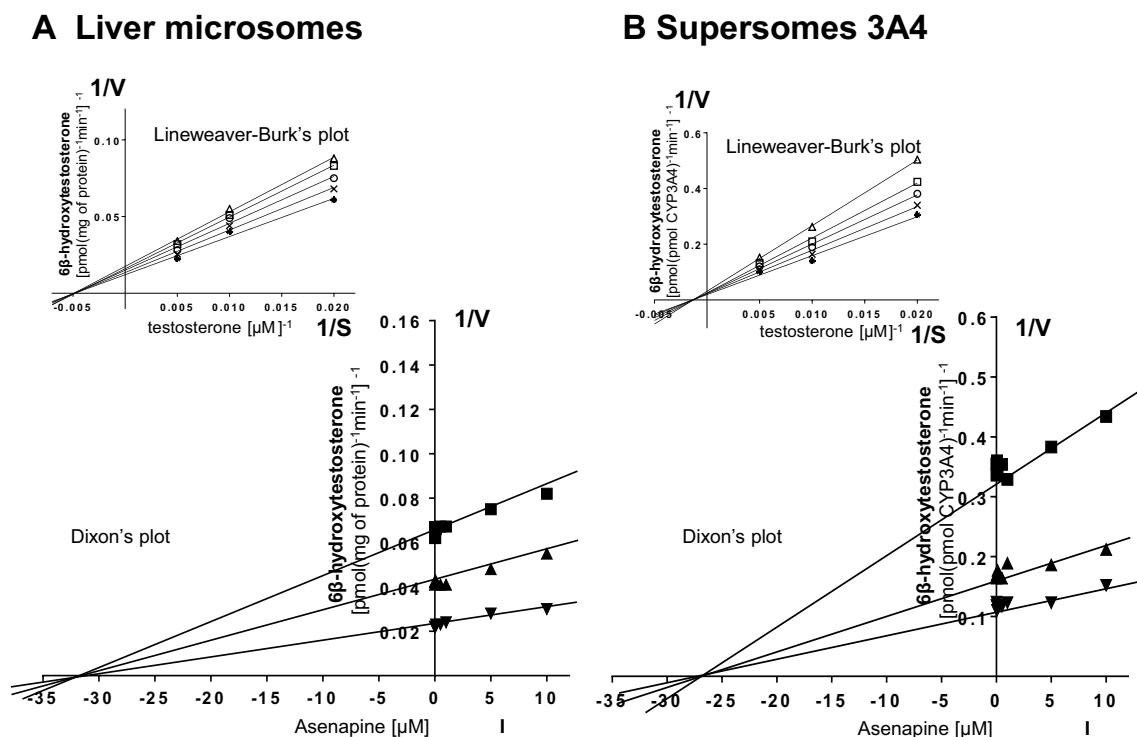 A Liver microsomes
1/V
6β-hydroxytestosterone
[pmol(mg of protein)-1min-1] -1
Lineweaver-Burk's plot
0.10
0.05
-0.005
0.000
0.005
0.010
0.015
0.020
testosterone [µM]-1
1/S
1/V
6β-hydroxytestosterone
[pmol(mg of protein)-1min-1] -1
0.16
0.14
0.12
0.10
0.08
0.06
0.04
0.02
Dixon's plot
-35
-30
-25
-20
-15
-10
-5
0
5
10
Asenapine [µM]
I
B Supersomes 3A4
1/V
6β-hydroxytestosterone
[pmol(pmol CYP3A4)-1min-1] -1
Lineweaver-Burk's plot
0.6
0.4
0.2
-0.005
0.000
0.005
0.010
0.015
0.020
testosterone [µM]-1
1/S
1/V
6β-hydroxytestosterone
[pmol(pmol CYP3A4)-1min-1] -1
0.6
0.5
0.4
0.3
0.2
0.1
Dixon's plot
-35
-30
-25
-20
-15
-10
-5
0
5
10
Asenapine [µM]
I